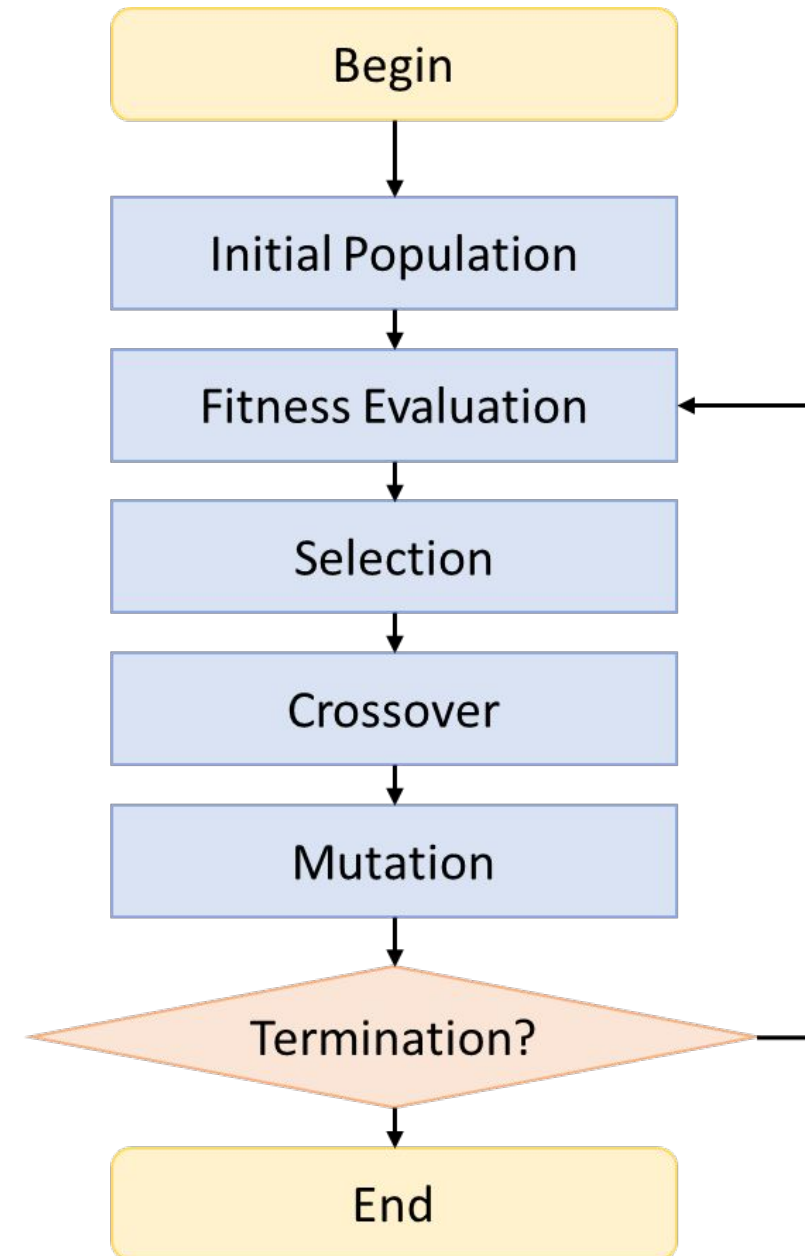 Begin
Initial Population
Fitness Evaluation
Selection
Crossover
Mutation
Termination?
End